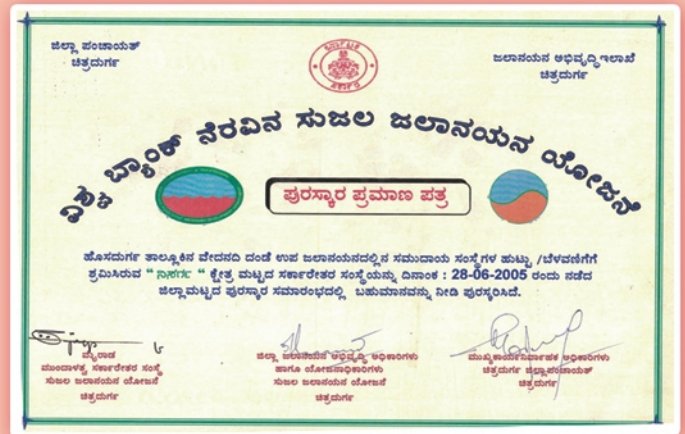 ಜಿಲ್ಲಾ ಪಂಚಾಯತ್
ಚಿತ್ರದುರ್ಗ
ಜಲಾನಯನ ಅಭಿವೃದ್ಧಿ ಇಲಾಖೆ
ಚಿತ್ರದುರ್ಗ
ವಿಶ್ವ ಬ್ಯಾಂಕ್ ನೆರವಿನ ಸುಜಲ ಜಲಾನಯನ ಯೋಜನೆ
ಪುರಸ್ಕಾರ ಪ್ರಮಾಣ ಪತ್ರ
ಹೊಸದುರ್ಗ ತಾಲ್ಲೂಕಿನ ವೇದನದಿ ದಂಡೆ ಉಪ ಜಲಾನಯನದಲ್ಲಿನ ಸಮುದಾಯ ಸಂಸ್ಥೆಗಳ ಹುಟ್ಟು /ಬೆಳವಣಿಗೆಗೆ
ಶ್ರಮಿಸಿರುವ " ನಿಸರ್ಗ " ಕ್ಷೇತ್ರ ಮಟ್ಟದ ಸರ್ಕಾರೇತರ ಸಂಸ್ಥೆಯನ್ನು ದಿನಾಂಕ : 28-06-2005 ರಂದು ನಡೆದ
ಜಿಲ್ಲಾಮಟ್ಟದ ಪುರಸ್ಕಾರ ಸಮಾರಂಭದಲ್ಲಿ ಬಹುಮಾನವನ್ನು ನೀಡಿ ಪುರಸ್ಕರಿಸಿದೆ.
ಮೈರಾಡ
ಮುಂದಾಳತ್ವ ಸರ್ಕಾರೇತರ ಸಂಸ್ಥೆ
ಸುಜಲ ಜಲಾನಯನ ಯೋಜನೆ
ಚಿತ್ರದುರ್ಗ
ಜಿಲ್ಲಾ ಜಲಾನಯನ ಅಭಿವೃದ್ಧಿ ಅಧಿಕಾರಿಗಳು
ಹಾಗೂ ಯೋಜನಾಧಿಕಾರಿಗಳು
ಸುಜಲ ಜಲಾನಯನ ಯೋಜನೆ
ಚಿತ್ರದುರ್ಗ
ಮುಖ್ಯಕಾರ್ಯನಿರ್ವಾಹಕ ಅಧಿಕಾರಿಗಳು
ಚಿತ್ರದುರ್ಗ ಜಿಲ್ಲಾಪಂಚಾಯತ್
ಚಿತ್ರದುರ್ಗ